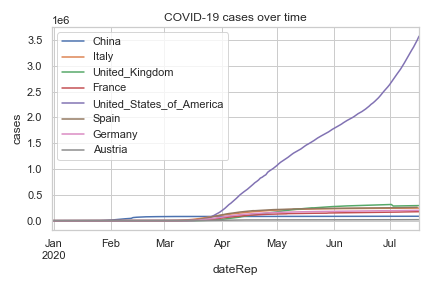 COVID-19 cases over time
1e6
3.5
3.0
2.5
2.0
1.5
1.0
0.5
0.0
cases
China
Italy
United_Kingdom
France
United_States_of_America
Spain
Germany
Austria
Jan Feb Mar Apr May Jun Jul
2020
dateRep